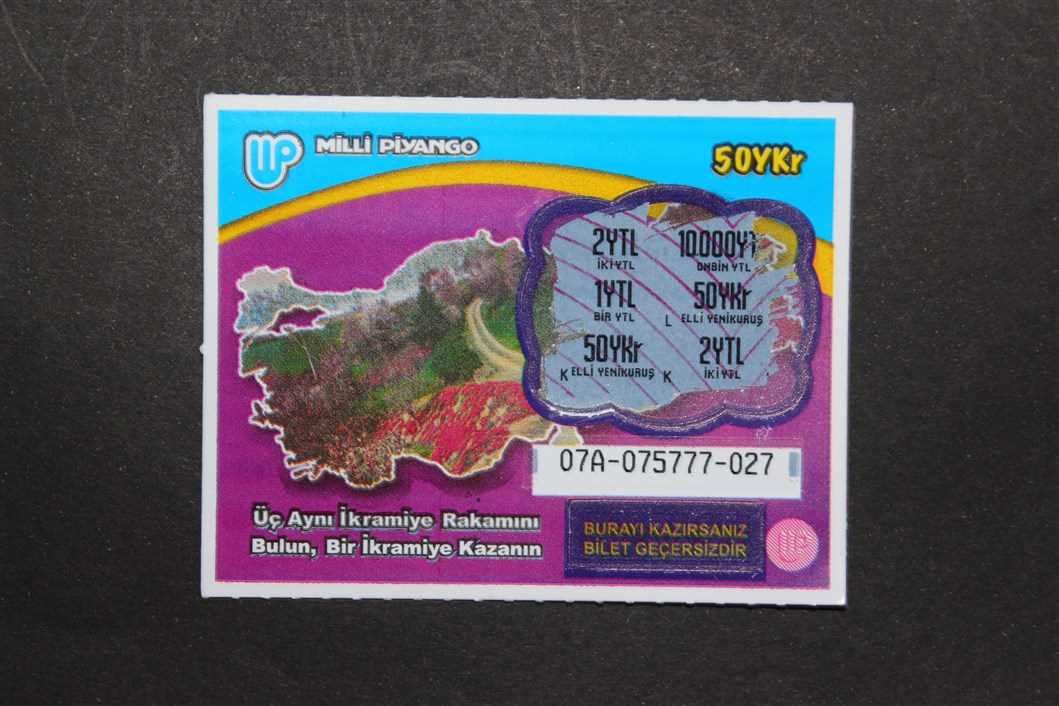 MİLLİ PİYANGO
50YKr
2YTL
İKİ YTL
10.000YT
ONBİN YTL
1YTL
BİR YTL
50YKr
L ELLİ YENİKURUŞ
50YKr
K ELLİ YENİKURUŞ
2YTL
K İKİ YTL
07A-075777-027
Üç Aynı İkramiye Rakamını
Bulun, Bir İkramiye Kazanın
BURAYI KAZIRSANIZ
BİLET GEÇERSİZDİR